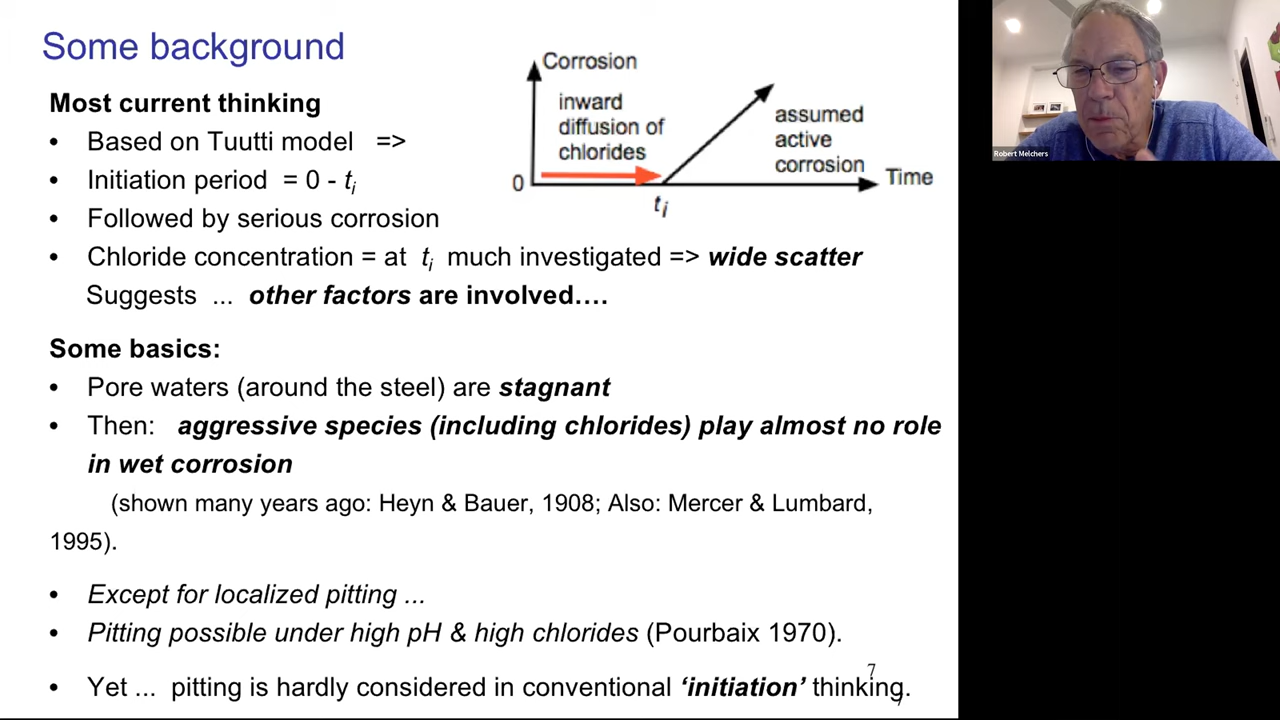 Some background
Most current thinking
• Based on Tuutti model =>
• Initiation period = 0 - ti
• Followed by serious corrosion
• Chloride concentration = at ti much investigated => wide scatter
Suggests ... other factors are involved....
Corrosion
inward
diffusion of
chlorides
assumed
active
corrosion
0
Time
ti
Some basics:
• Pore waters (around the steel) are stagnant
• Then: aggressive species (including chlorides) play almost no role
in wet corrosion
(shown many years ago: Heyn & Bauer, 1908; Also: Mercer & Lumbard,
1995).
• Except for localized pitting ...
• Pitting possible under high pH & high chlorides (Pourbaix 1970).
• Yet ... pitting is hardly considered in conventional ‘initiation’ thinking.
7
7
Robert Melchers